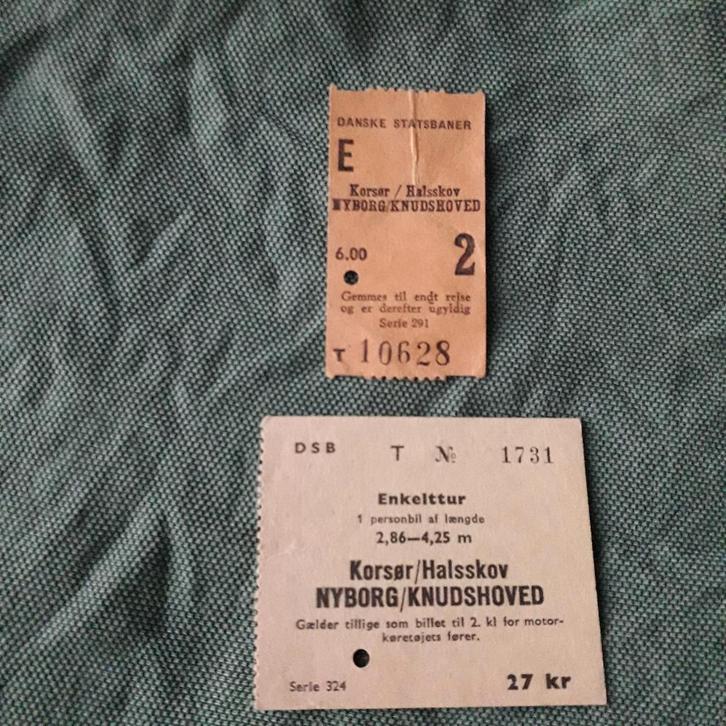 DANSKE STATSBANER
E
Korsør / Halsskov
NYBORG/KNUDSHOVED
6.00 2
Gemmes til endt rejse
og er derefter ugyldig
Serie 291
T 10628
DSB T № 1731
Enkelttur
1 personbil af længde
2,86—4,25 m
Korsør/Halsskov
NYBORG/KNUDSHOVED
Gælder tillige som billet til 2. kl for motor-
køretøjets fører.
Serie 324 27 kr